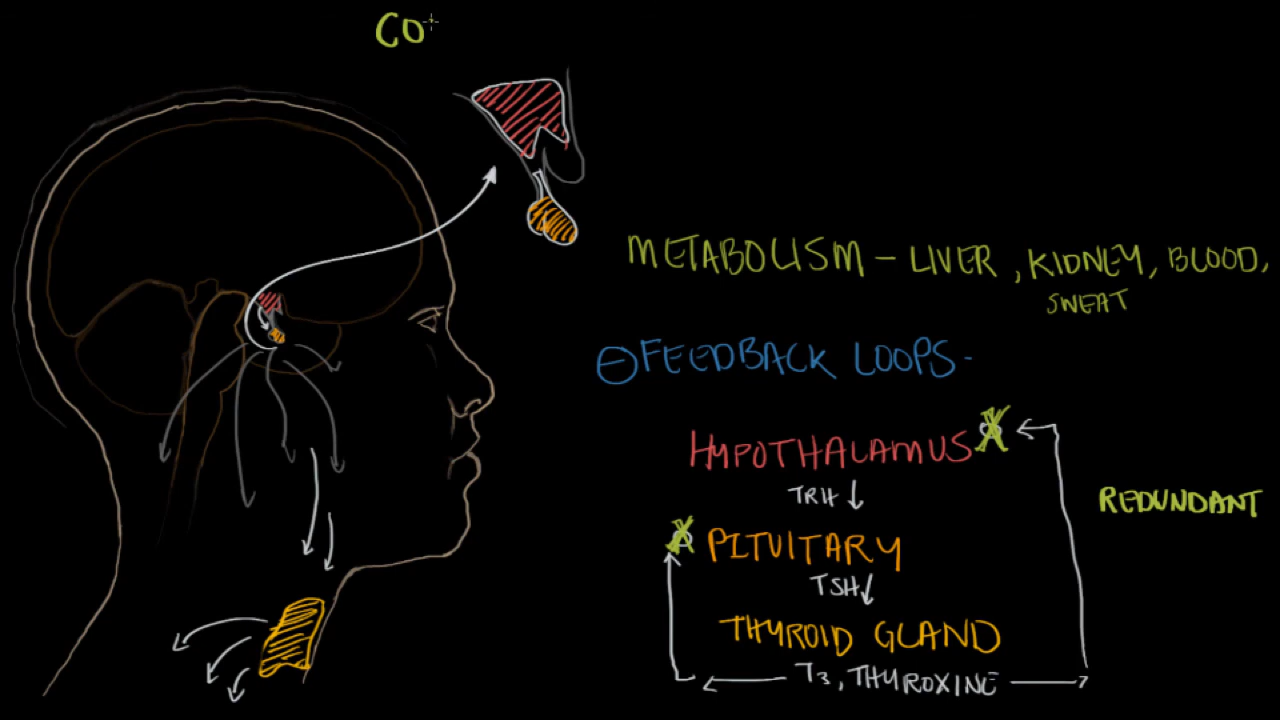 CO
METABOLISM - LIVER, KIDNEY, BLOOD,
SWEAT
⊖ FEEDBACK LOOPS-
HYPOTHALAMUS
TRH ↓
REDUNDANT
PITUITARY
TSH ↓
THYROID GLAND
T3, THYROXINE